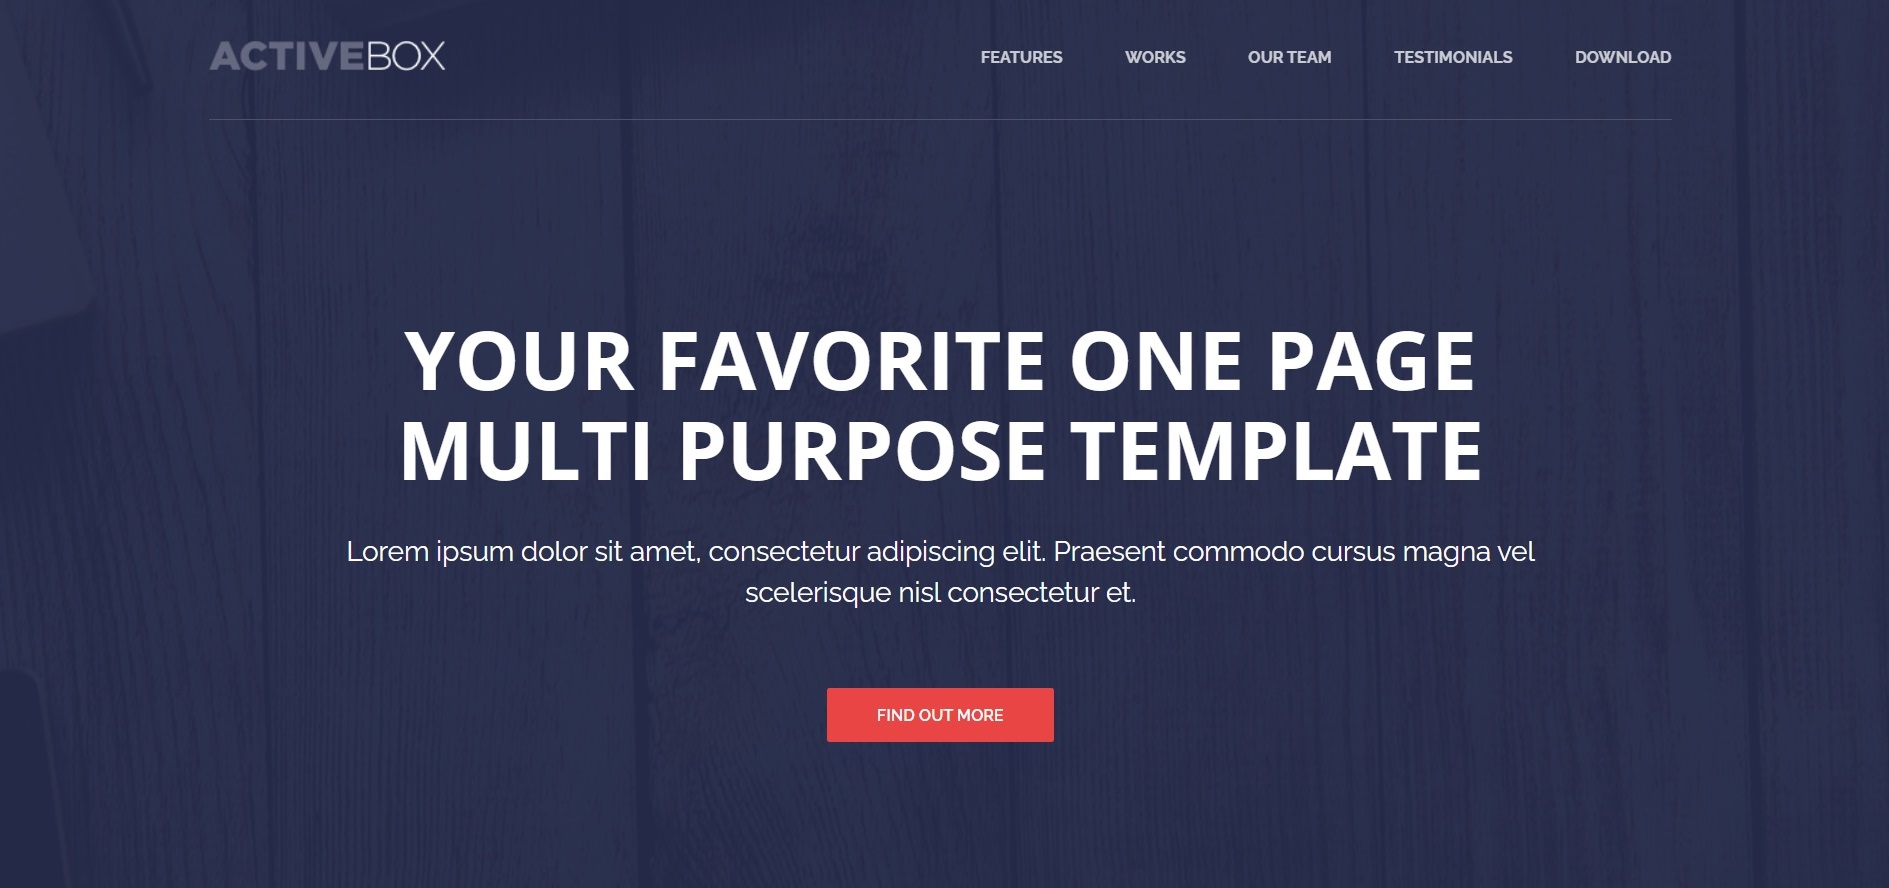 ACTIVEBOX
FEATURES WORKS OUR TEAM TESTIMONIALS DOWNLOAD
YOUR FAVORITE ONE PAGE
MULTI PURPOSE TEMPLATE
Lorem ipsum dolor sit amet, consectetur adipiscing elit. Praesent commodo cursus magna vel
scelerisque nisl consectetur et.
FIND OUT MORE